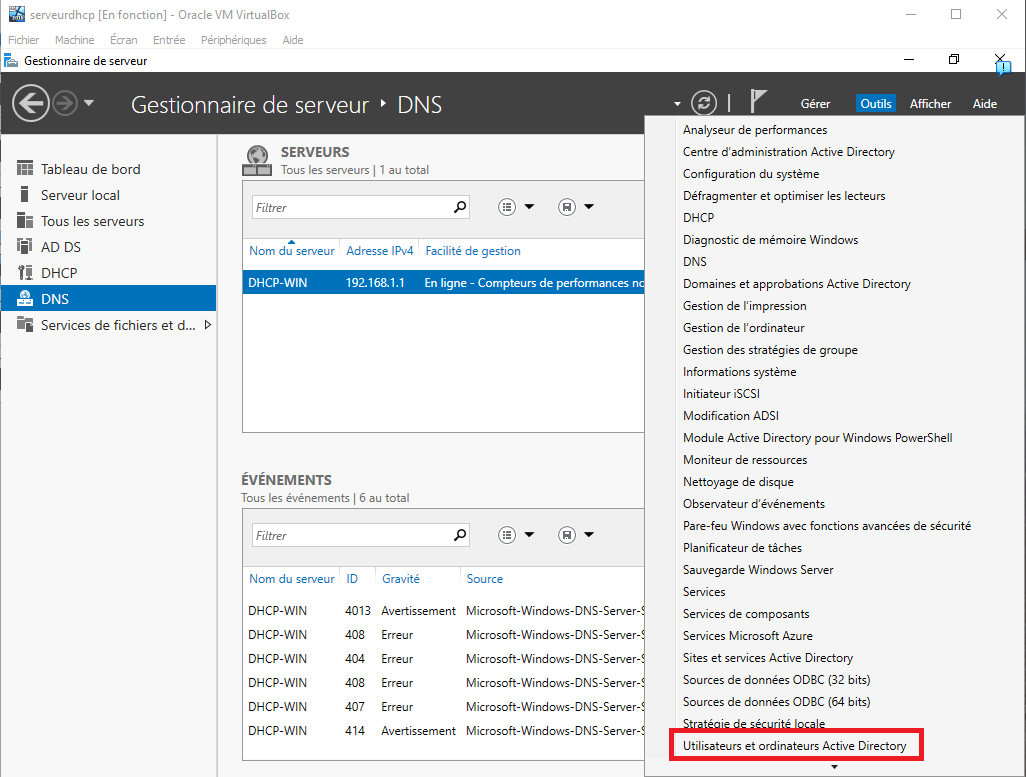 serveurdhcp [En fonction] - Oracle VM VirtualBox
Fichier Machine Écran Entrée Périphériques Aide
Gestionnaire de serveur
Gestionnaire de serveur DNS
Gérer Outils Afficher Aide
Tableau de bord
Serveur local
Tous les serveurs
AD DS
DHCP
DNS
Services de fichiers et d...
SERVEURS
Tous les serveurs | 1 au total
Filtrer
Nom du serveur Adresse IPv4 Facilité de gestion
DHCP-WIN 192.168.1.1 En ligne - Compteurs de performances no
ÉVÉNEMENTS
Tous les événements | 6 au total
Filtrer
Nom du serveur ID Gravité Source
DHCP-WIN 4013 Avertissement Microsoft-Windows-DNS-Server-S
DHCP-WIN 408 Erreur Microsoft-Windows-DNS-Server-S
DHCP-WIN 404 Erreur Microsoft-Windows-DNS-Server-S
DHCP-WIN 408 Erreur Microsoft-Windows-DNS-Server-S
DHCP-WIN 407 Erreur Microsoft-Windows-DNS-Server-S
DHCP-WIN 414 Avertissement Microsoft-Windows-DNS-Server-S
Analyseur de performances
Centre d'administration Active Directory
Configuration du système
Défragmenter et optimiser les lecteurs
DHCP
Diagnostic de mémoire Windows
DNS
Domaines et approbations Active Directory
Gestion de l'impression
Gestion de l'ordinateur
Gestion des stratégies de groupe
Informations système
Initiateur iSCSI
Modification ADSI
Module Active Directory pour Windows PowerShell
Moniteur de ressources
Nettoyage de disque
Observateur d'événements
Pare-feu Windows avec fonctions avancées de sécurité
Planificateur de tâches
Sauvegarde Windows Server
Services
Services de composants
Services Microsoft Azure
Sites et services Active Directory
Sources de données ODBC (32 bits)
Sources de données ODBC (64 bits)
Stratégie de sécurité locale
Utilisateurs et ordinateurs Active Directory